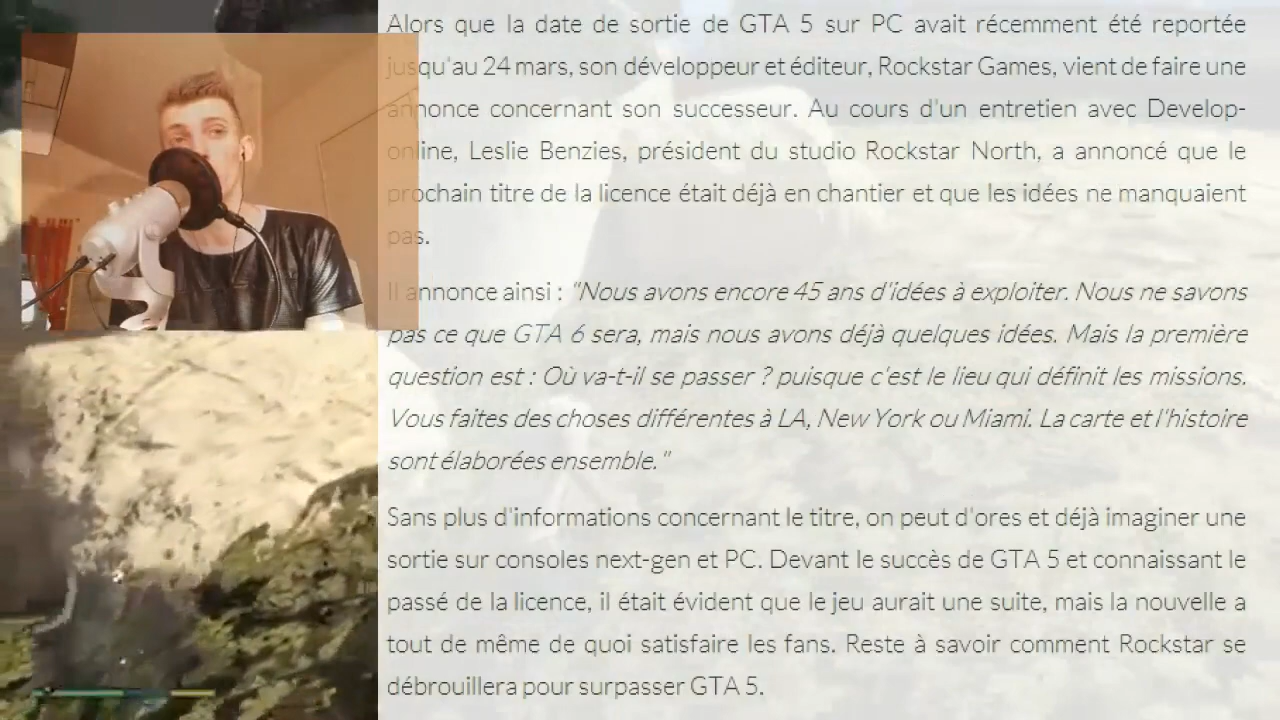 Alors que la date de sortie de GTA 5 sur PC avait récemment été reportée
jusqu'au 24 mars, son développeur et éditeur, Rockstar Games, vient de faire une
annonce concernant son successeur. Au cours d'un entretien avec Develop-
online, Leslie Benzies, président du studio Rockstar North, a annoncé que le
prochain titre de la licence était déjà en chantier et que les idées ne manquaient
pas.
Il annonce ainsi : "Nous avons encore 45 ans d'idées à exploiter. Nous ne savons
pas ce que GTA 6 sera, mais nous avons déjà quelques idées. Mais la première
question est : Où va-t-il se passer ? puisque c'est le lieu qui définit les missions.
Vous faites des choses différentes à LA, New York ou Miami. La carte et l'histoire
sont élaborées ensemble."
Sans plus d'informations concernant le titre, on peut d'ores et déjà imaginer une
sortie sur consoles next-gen et PC. Devant le succès de GTA 5 et connaissant le
passé de la licence, il était évident que le jeu aurait une suite, mais la nouvelle a
tout de même de quoi satisfaire les fans. Reste à savoir comment Rockstar se
débrouillera pour surpasser GTA 5.